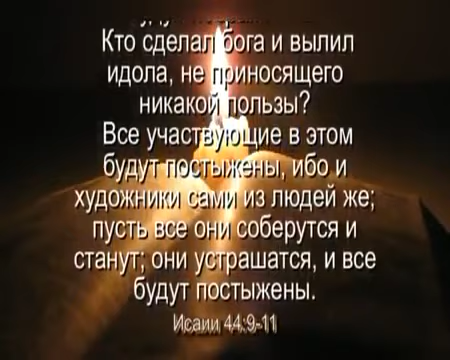 Кто сделал бога и вылил
идола, не приносящего
никакой пользы?
Все участвующие в этом
будут постыжены, ибо и
художники сами из людей же;
пусть все они соберутся и
станут; они устрашатся, и все
будут постыжены.
Исаии 44:9-11